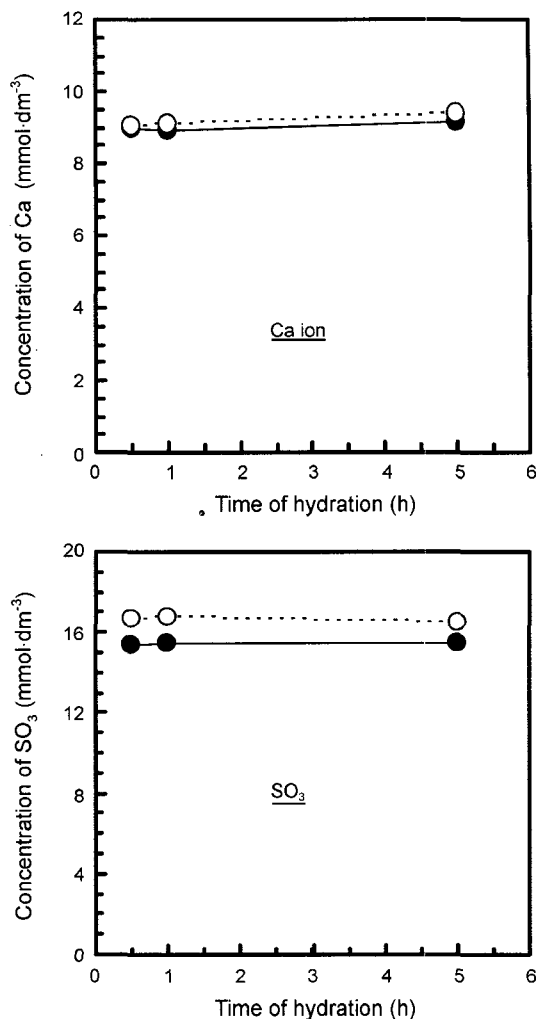 12
10
8
6
4
2
0
Concentration of Ca (mmol·dm⁻³)
Ca ion
0 1 2 3 4 5 6
Time of hydration (h)
20
16
12
8
4
0
Concentration of SO₃ (mmol·dm⁻³)
SO₃
0 1 2 3 4 5 6
Time of hydration (h)